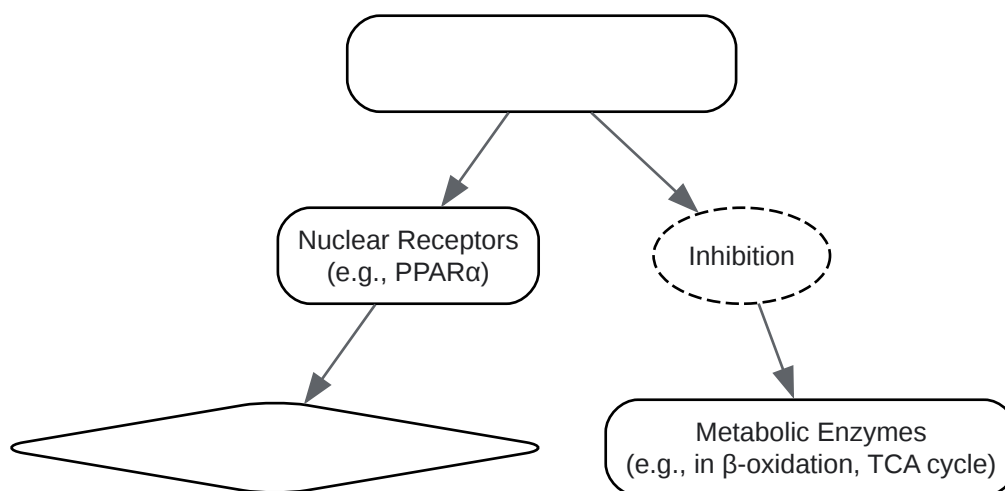 Nuclear Receptors
(e.g., PPARα)
Inhibition
Metabolic Enzymes
(e.g., in β-oxidation, TCA cycle)